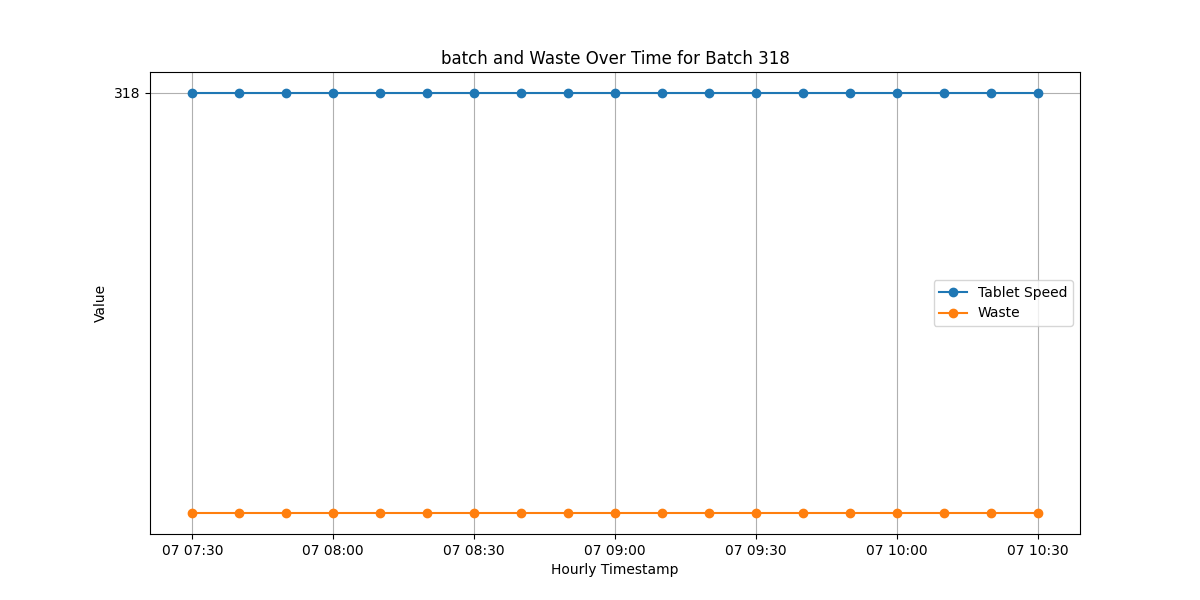 batch and Waste Over Time for Batch 318
318
Value
Tablet Speed
Waste
07 07:30 07 08:00 07 08:30 07 09:00 07 09:30 07 10:00 07 10:30
Hourly Timestamp